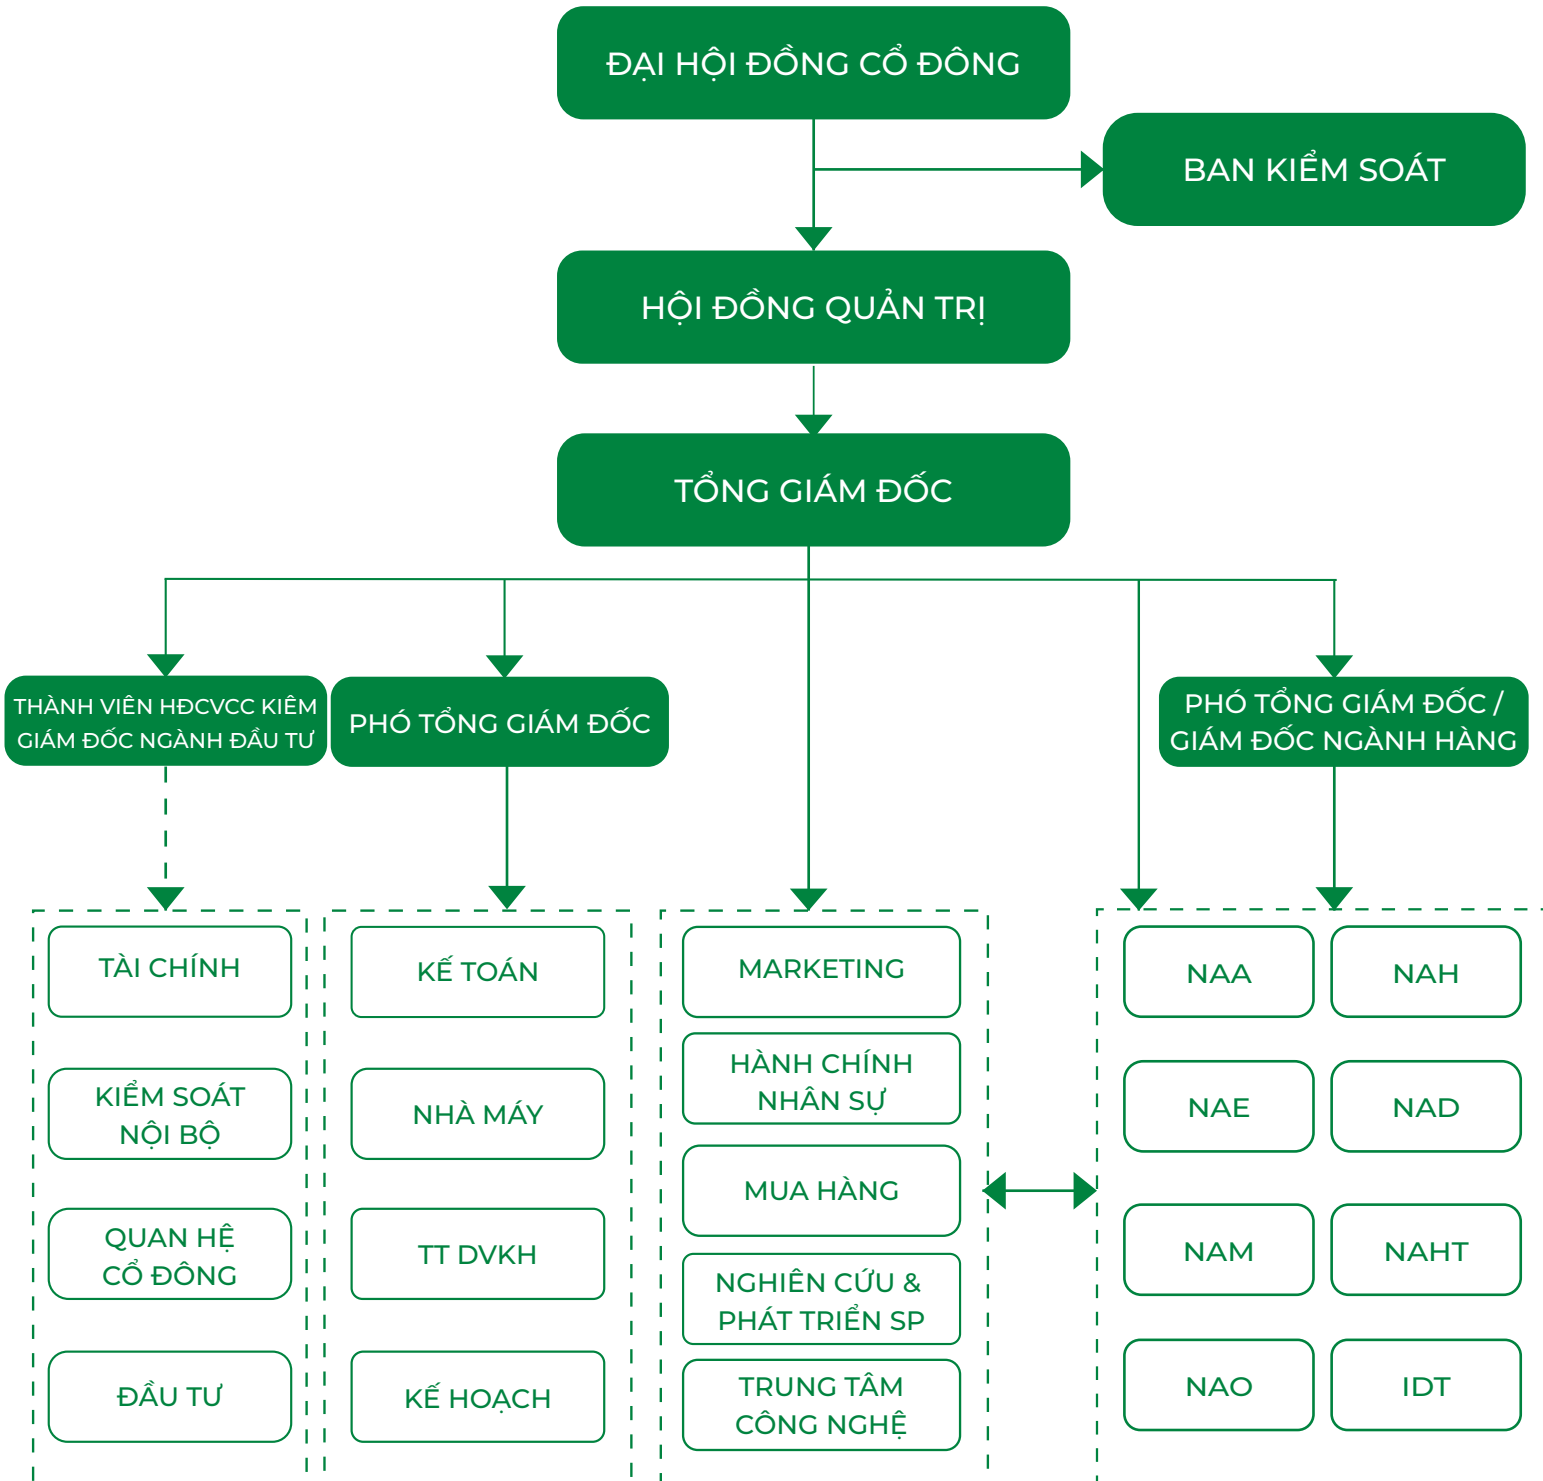 ĐẠI HỘI ĐỒNG CỔ ĐÔNG
BAN KIỂM SOÁT
HỘI ĐỒNG QUẢN TRỊ
TỔNG GIÁM ĐỐC
THÀNH VIÊN HĐCVCC KIÊM
GIÁM ĐỐC NGÀNH ĐẦU TƯ
PHÓ TỔNG GIÁM ĐỐC
PHÓ TỔNG GIÁM ĐỐC /
GIÁM ĐỐC NGÀNH HÀNG
TÀI CHÍNH
KIỂM SOÁT
NỘI BỘ
QUAN HỆ
CỔ ĐÔNG
ĐẦU TƯ
KẾ TOÁN
NHÀ MÁY
TT DVKH
KẾ HOẠCH
MARKETING
HÀNH CHÍNH
NHÂN SỰ
MUA HÀNG
NGHIÊN CỨU &
PHÁT TRIỂN SP
TRUNG TÂM
CÔNG NGHỆ
NAA
NAH
NAE
NAD
NAM
NAHT
NAO
IDT